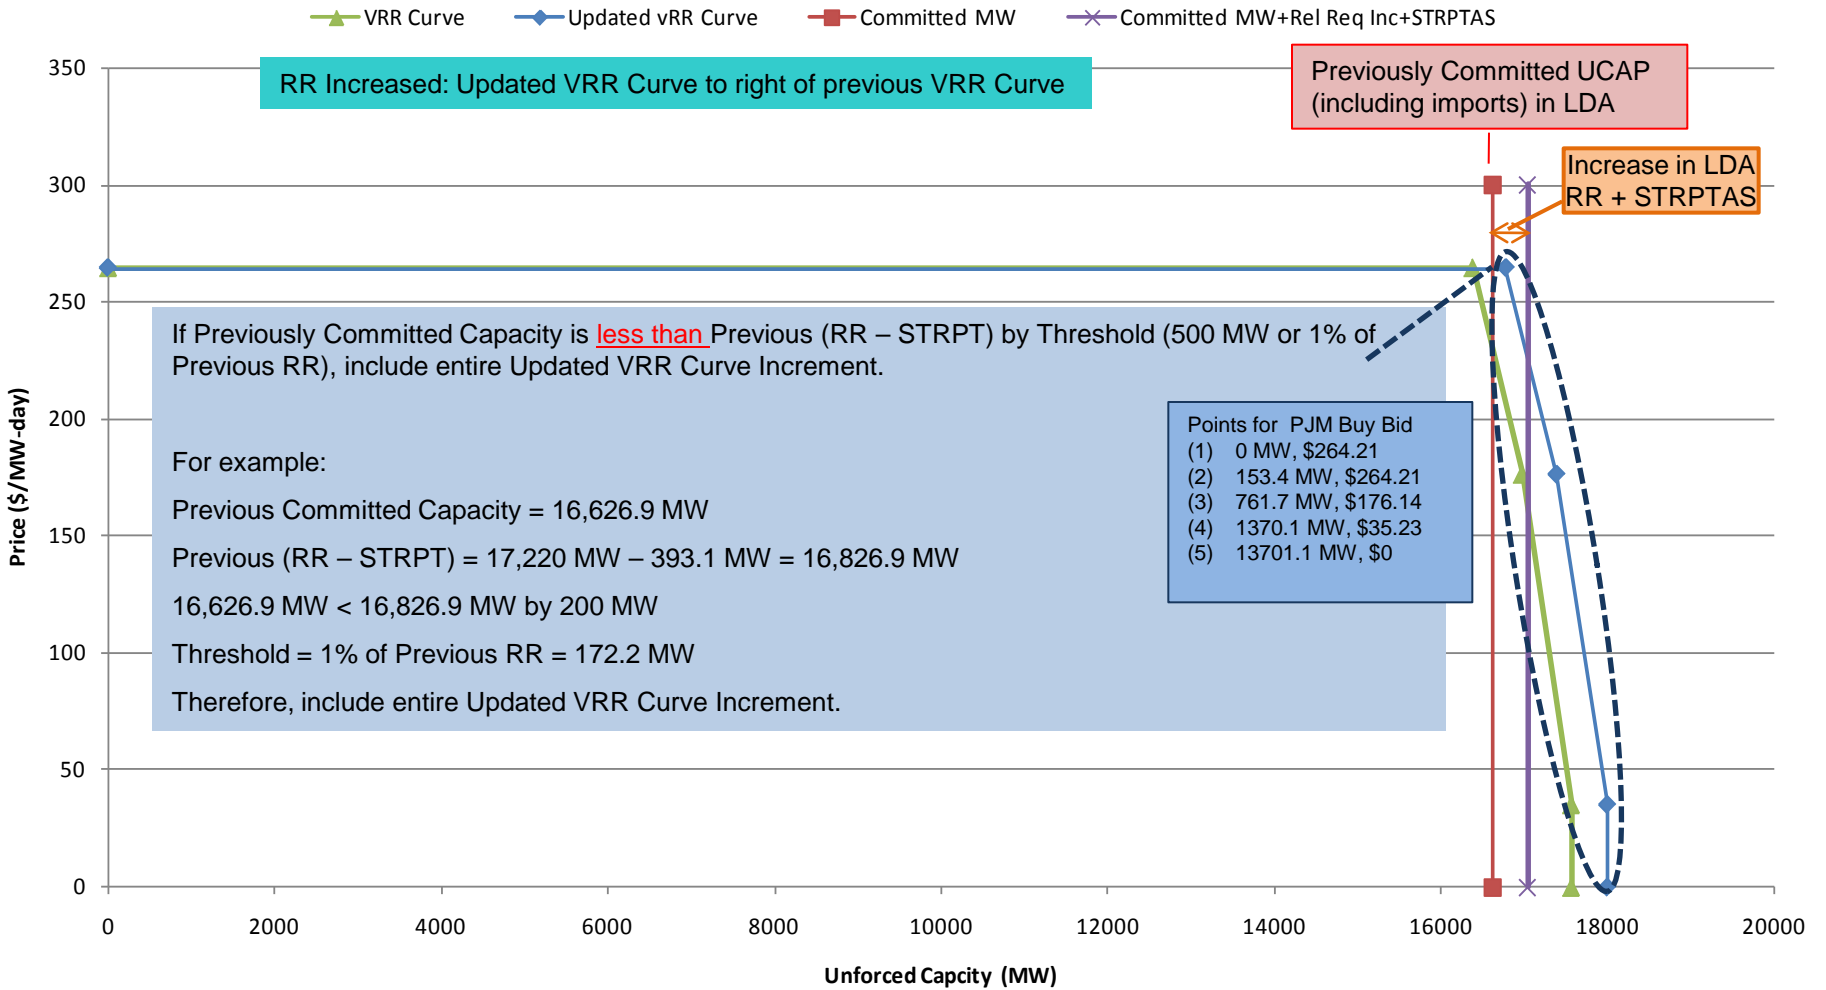 VRR Curve
Updated vRR Curve
Committed MW
Committed MW+Rel Req Inc+STRPTAS
RR Increased: Updated VRR Curve to right of previous VRR Curve
Previously Committed UCAP
(including imports) in LDA
Increase in LDA
RR + STRPTAS
350
300
250
200
150
100
50
0
Price ($/MW-day)
If Previously Committed Capacity is less than Previous (RR – STRPT) by Threshold (500 MW or 1% of
Previous RR), include entire Updated VRR Curve Increment.
For example:
Previous Committed Capacity = 16,626.9 MW
Previous (RR – STRPT) = 17,220 MW – 393.1 MW = 16,826.9 MW
16,626.9 MW < 16,826.9 MW by 200 MW
Threshold = 1% of Previous RR = 172.2 MW
Therefore, include entire Updated VRR Curve Increment.
Points for PJM Buy Bid
(1) 0 MW, $264.21
(2) 153.4 MW, $264.21
(3) 761.7 MW, $176.14
(4) 1370.1 MW, $35.23
(5) 13701.1 MW, $0
0 2000 4000 6000 8000 10000 12000 14000 16000 18000 20000
Unforced Capcity (MW)